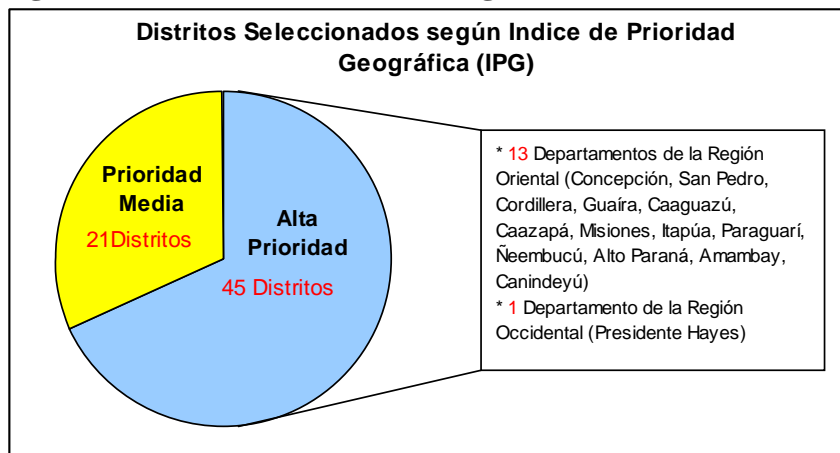 Distritos Seleccionados según Indice de Prioridad
Geográfica (IPG)
Prioridad
Media
21Distritos
Alta
Prioridad
45 Distritos
* 13 Departamentos de la Región
Oriental (Concepción, San Pedro,
Cordillera, Guaíra, Caaguazú,
Caazapá, Misiones, Itapúa, Paraguarí,
Ñeembucú, Alto Paraná, Amambay,
Canindeyú)
* 1 Departamento de la Región
Occidental (Presidente Hayes)